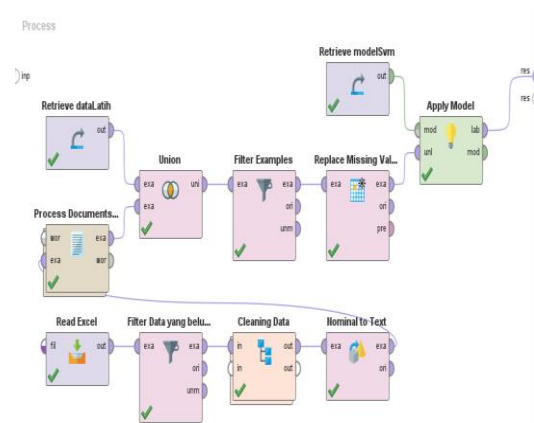 Process
inp
Retrieve modelSvm
out
res
res
Retrieve dataLatih
out
Apply Model
mod lab
unl mod
Union
exa uni
exa
Filter Examples
exa exa
ori
unm
Replace Missing Val...
exa exa
ori
pre
Process Documents...
wor exa
exa wor
Read Excel
fil out
Filter Data yang belu...
exa exa
ori
unm
Cleaning Data
in out
in out
Nominal to Text
exa exa
ori